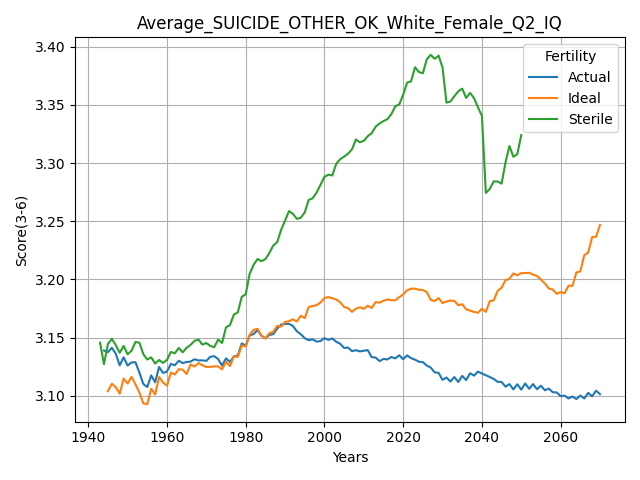 Average_SUICIDE_OTHER_OK_White_Female_Q2_IQ
Score(3-6)
3.40
3.35
3.30
3.25
3.20
3.15
3.10
Fertility
Actual
Ideal
Sterile
1940
1960
1980
2000
2020
2040
2060
Years